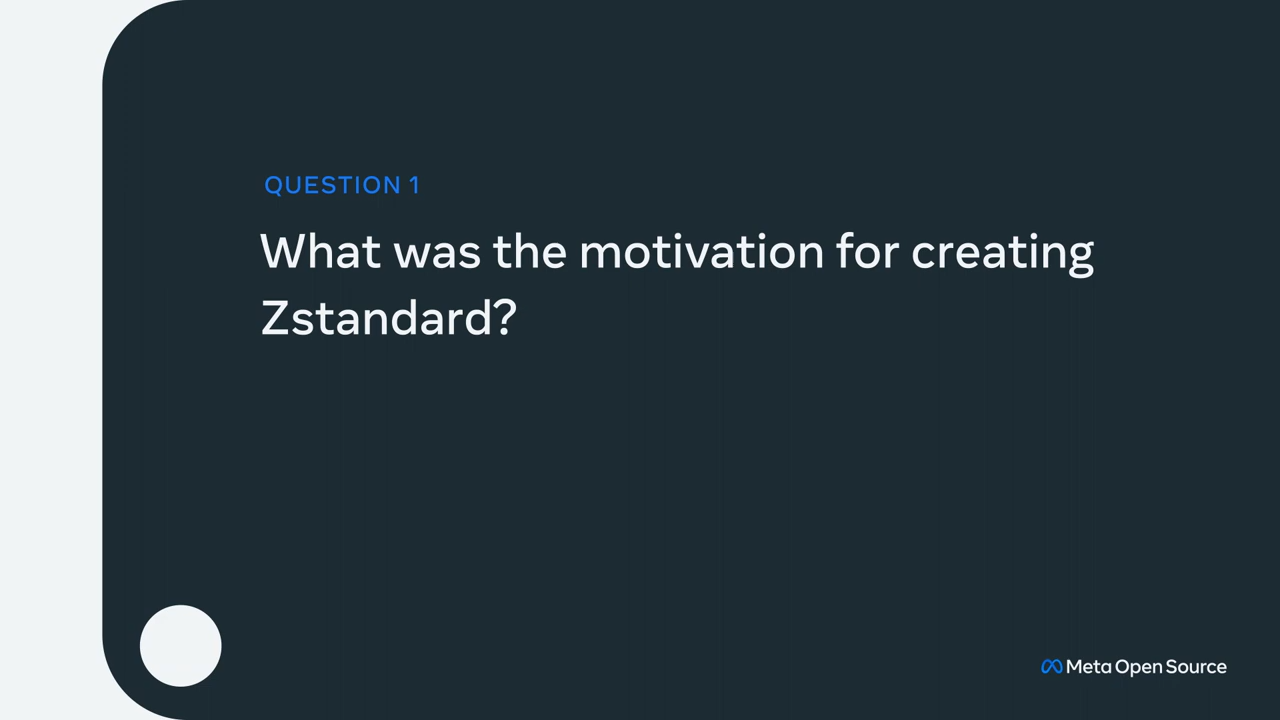 QUESTION 1
What was the motivation for creating
Zstandard?
Meta Open Source